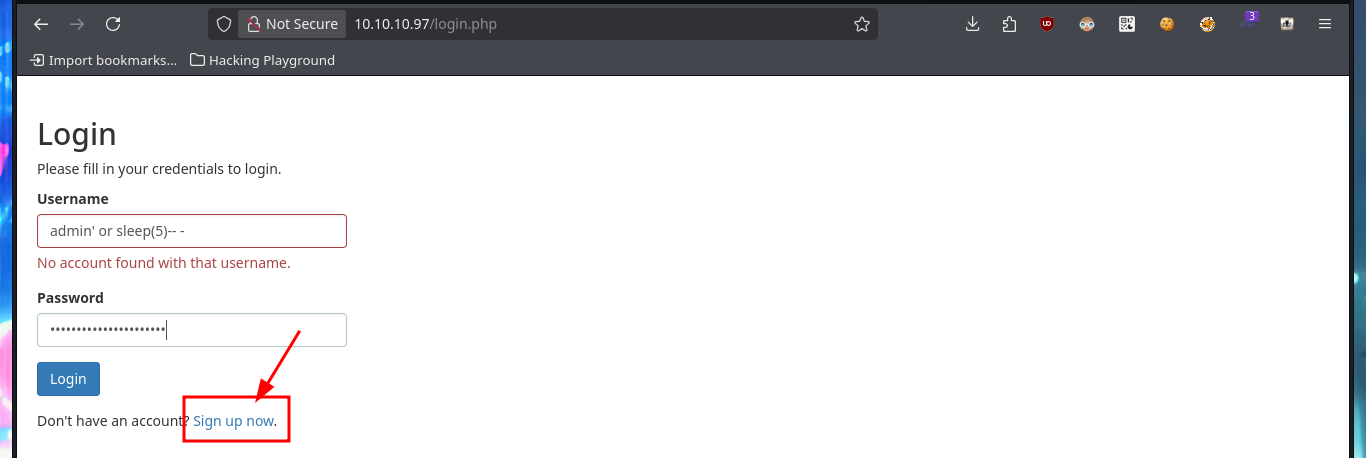 Not Secure 10.10.10.97/login.php 3
Import bookmarks... Hacking Playground
Login
Please fill in your credentials to login.
Username
admin' or sleep(5)-- -
No account found with that username.
Password
••••••••••••••••••••••
Login
Don't have an account? Sign up now.